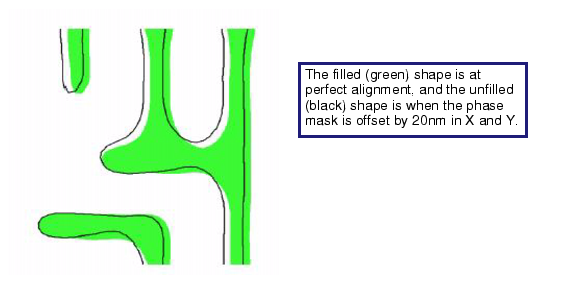 The filled (green) shape is at
perfect alignment, and the unfilled
(black) shape is when the phase
mask is offset by 20nm in X and Y.